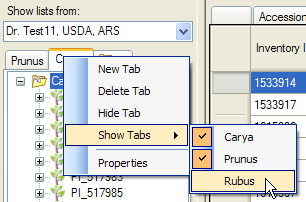 Show lists from:
Dr. Test11, USDA, ARS
Prunus
Accession
Inventory I
1533914
1533917
New Tab
Delete Tab
Hide Tab
Show Tabs
Properties
Carya
Prunus
Rubus
PI_517985